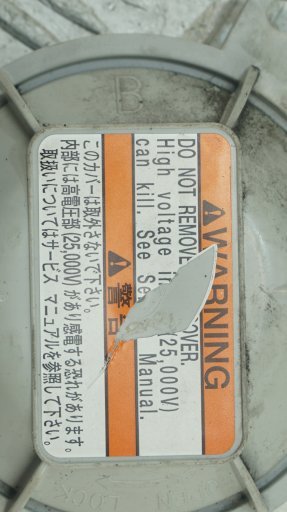 B
WARNING
DO NOT REMOVE COVER.
High voltage in (25,000V)
can kill. See Manual.
警告
このカバーは取外さないで下さい。
内部には高電圧部(25,000V)があり感電する恐れがあります。
取扱いについてはサービス マニュアルを参照して下さい。
LOCK